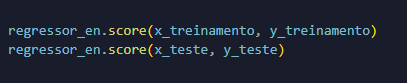 regressor_en.score(x_treinamento, y_treinamento)
regressor_en.score(x_teste, y_teste)